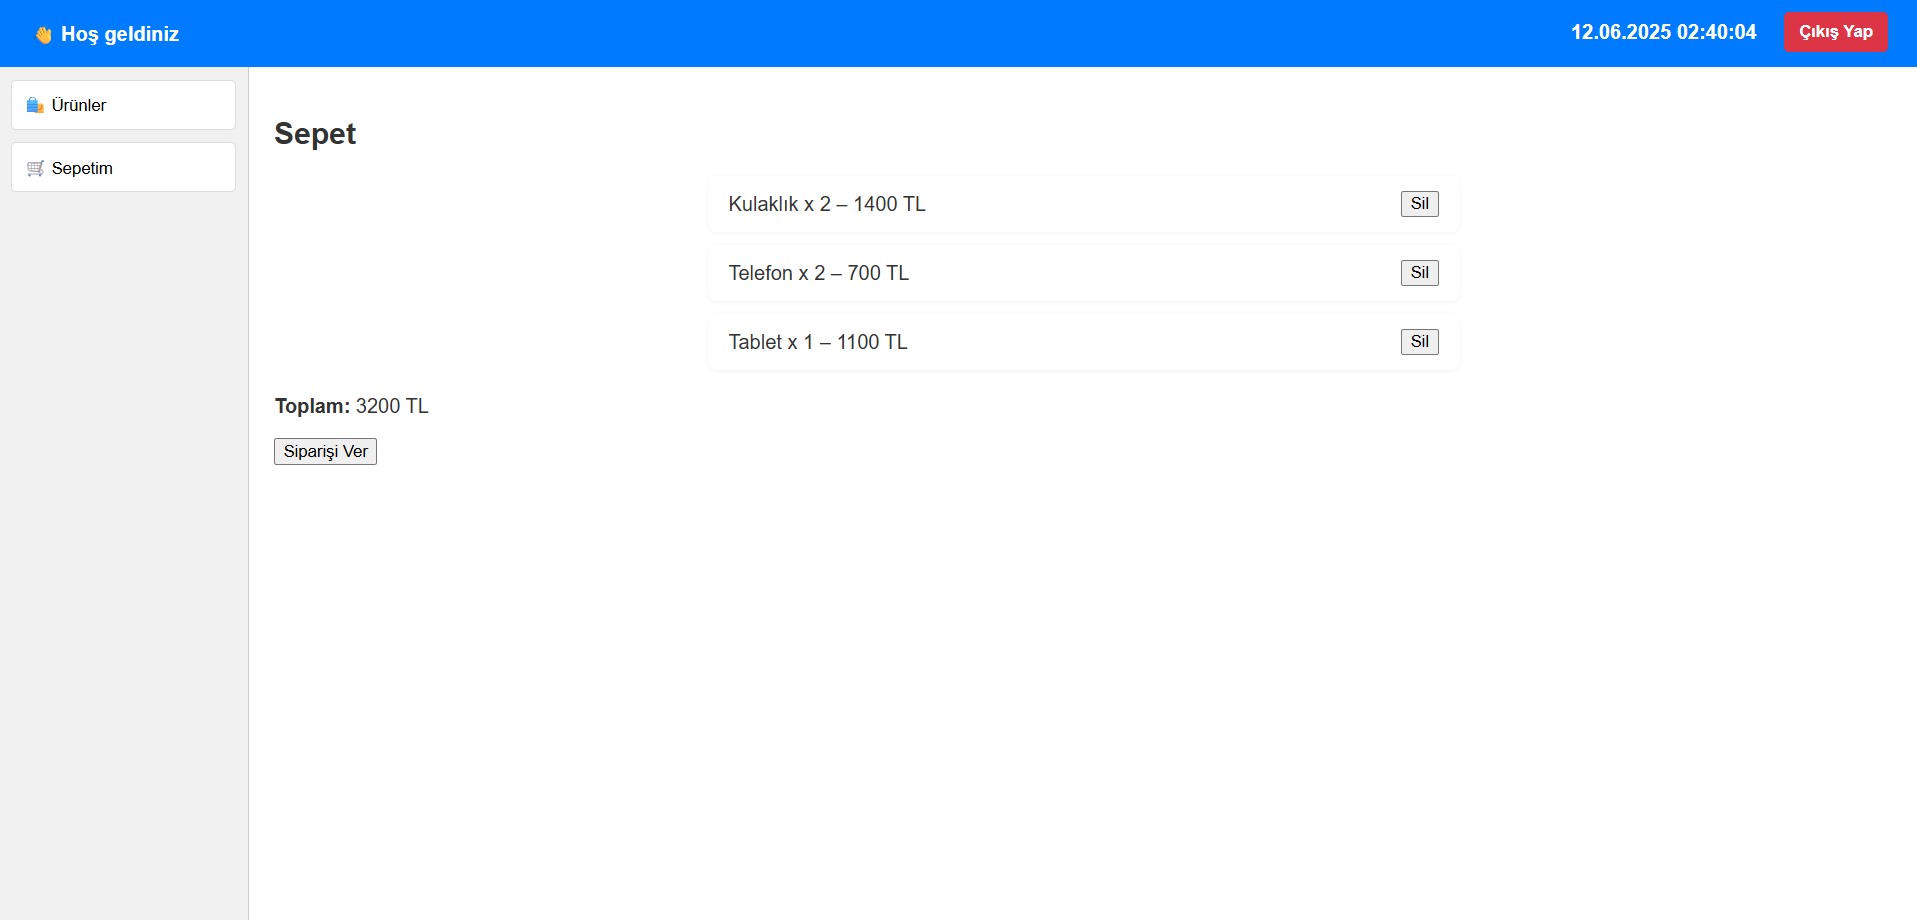 👋 Hoş geldiniz
12.06.2025 02:40:04
Çıkış Yap
🛍️ Ürünler
🛒 Sepetim
Sepet
Kulaklık x 2 – 1400 TL
Sil
Telefon x 2 – 700 TL
Sil
Tablet x 1 – 1100 TL
Sil
Toplam: 3200 TL
Siparişi Ver